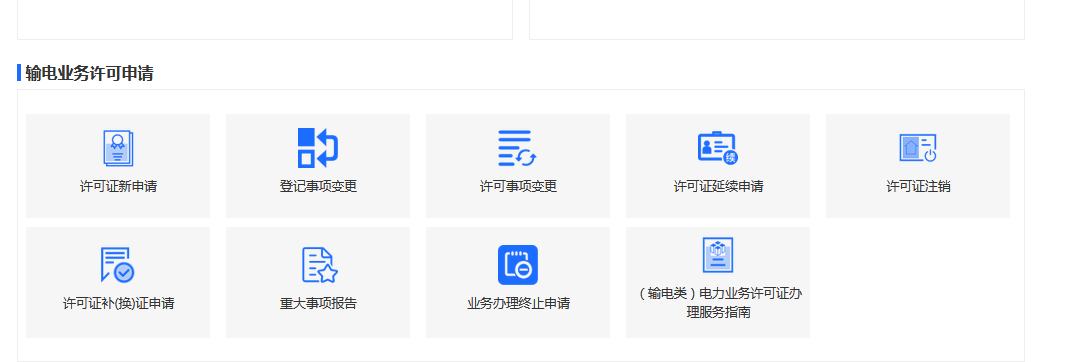 输电业务许可申请
许可证新申请
登记事项变更
许可事项变更
续
许可证延续申请
许可证注销
许可证补(换)证申请
重大事项报告
业务办理终止申请
（输电类）电力业务许可证办
理服务指南